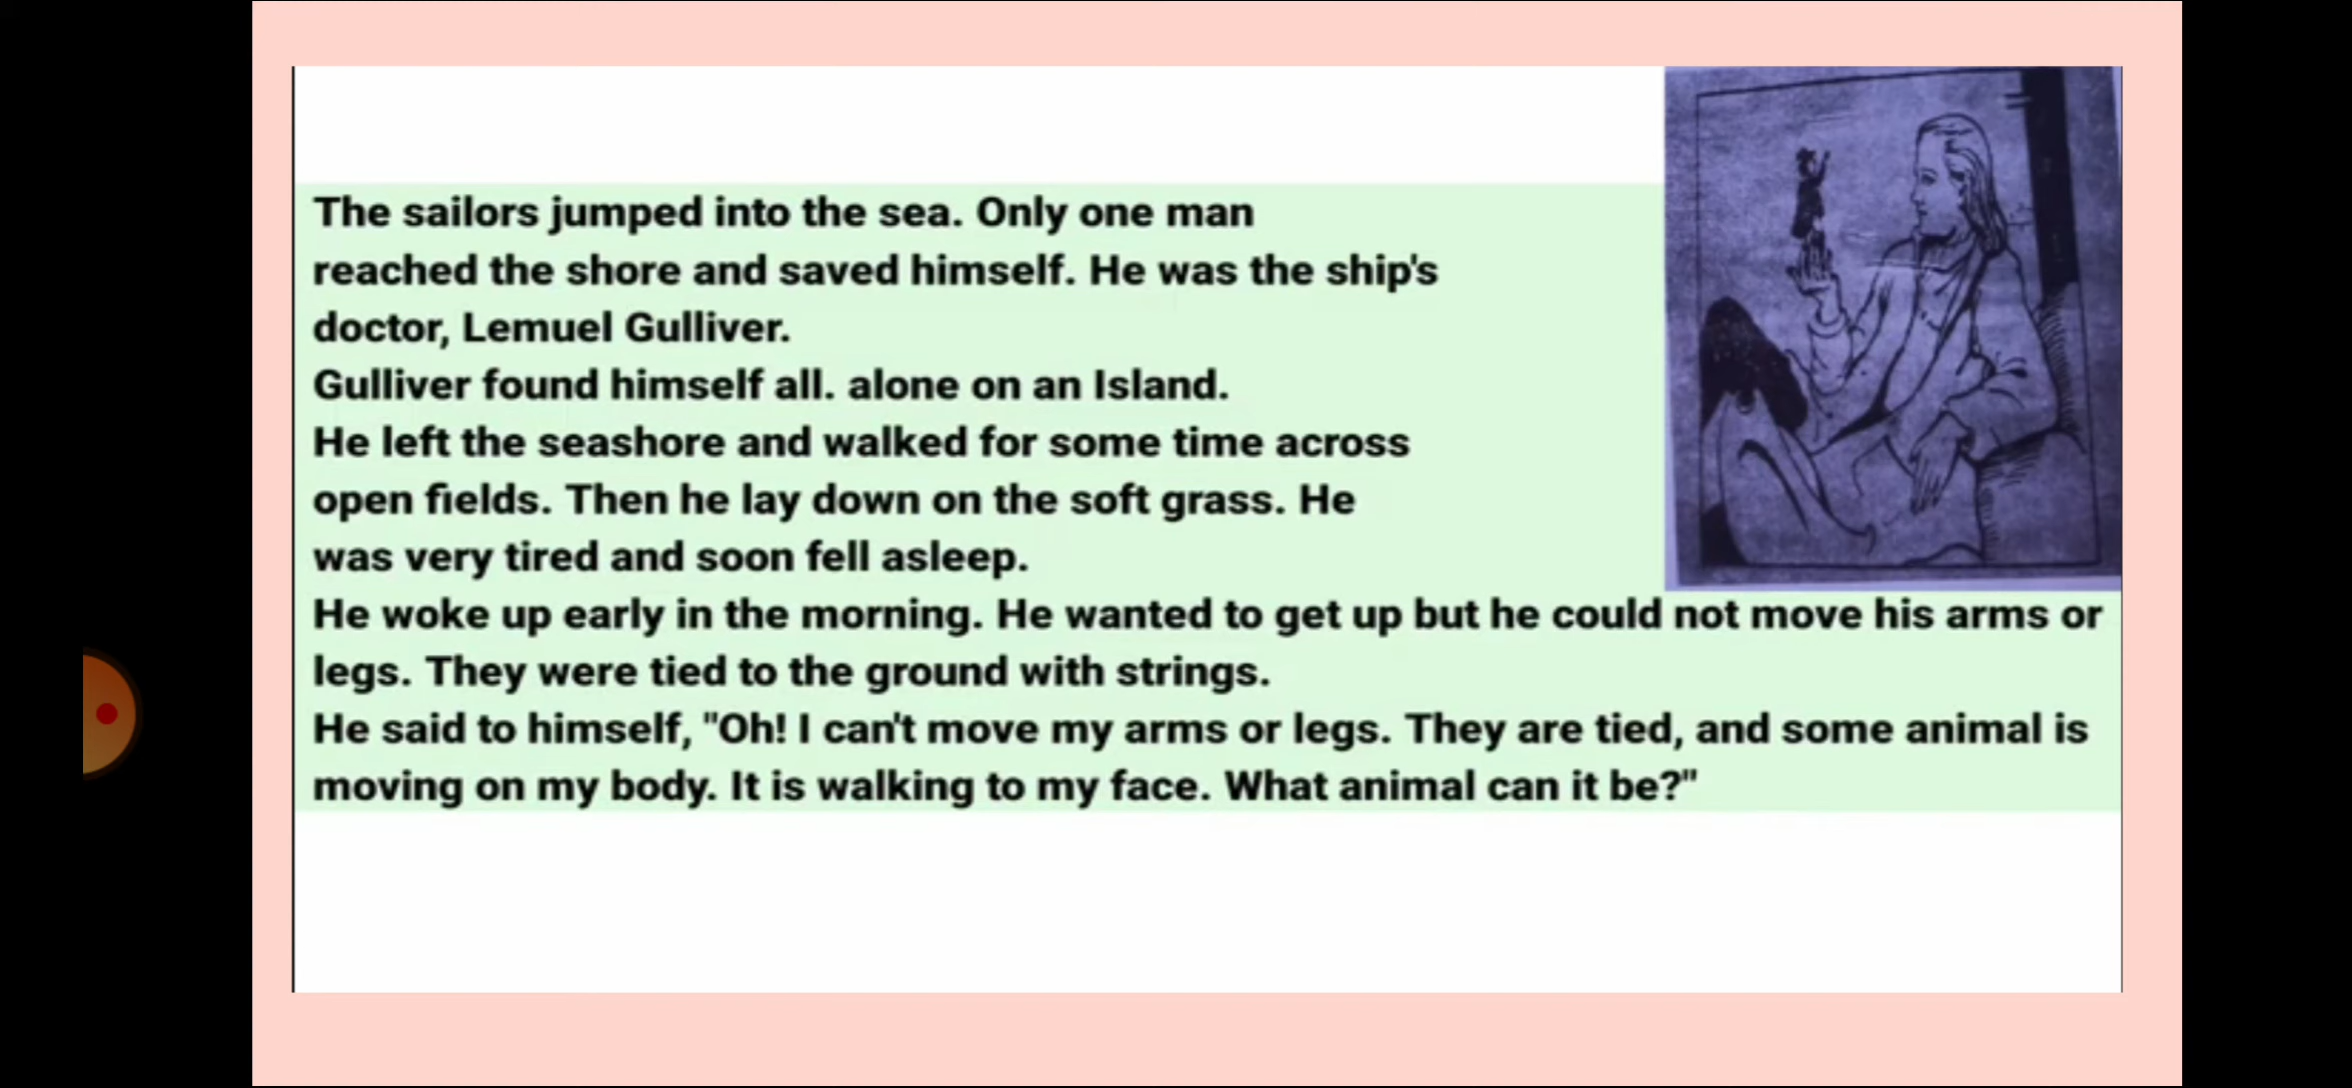 The sailors jumped into the sea. Only one man
reached the shore and saved himself. He was the ship's
doctor, Lemuel Gulliver.
Gulliver found himself all. alone on an Island.
He left the seashore and walked for some time across
open fields. Then he lay down on the soft grass. He
was very tired and soon fell asleep.
He woke up early in the morning. He wanted to get up but he could not move his arms or
legs. They were tied to the ground with strings.
He said to himself, "Oh! I can't move my arms or legs. They are tied, and some animal is
moving on my body. It is walking to my face. What animal can it be?"